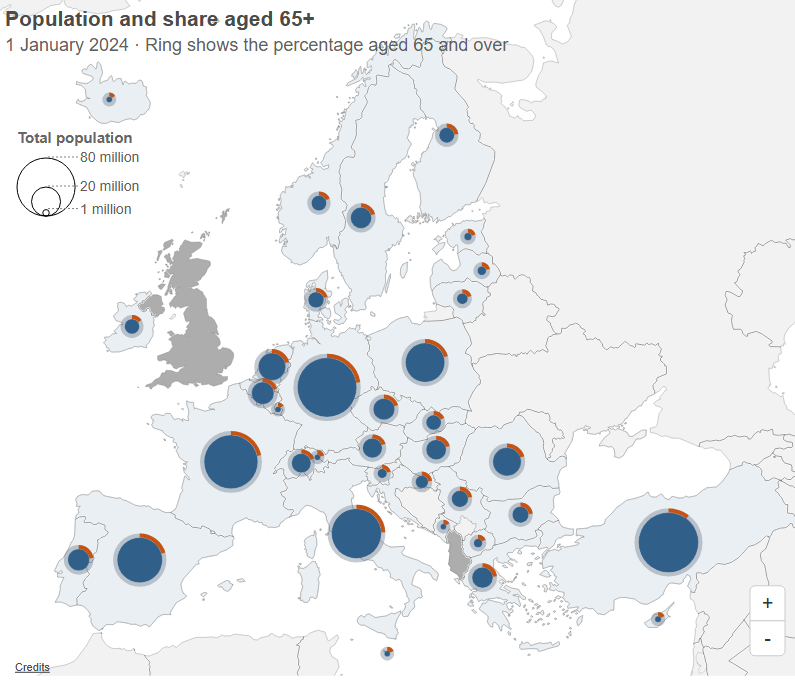 Population and share aged 65+
1 January 2024 · Ring shows the percentage aged 65 and over
Total population
80 million
20 million
1 million
+
-
Credits